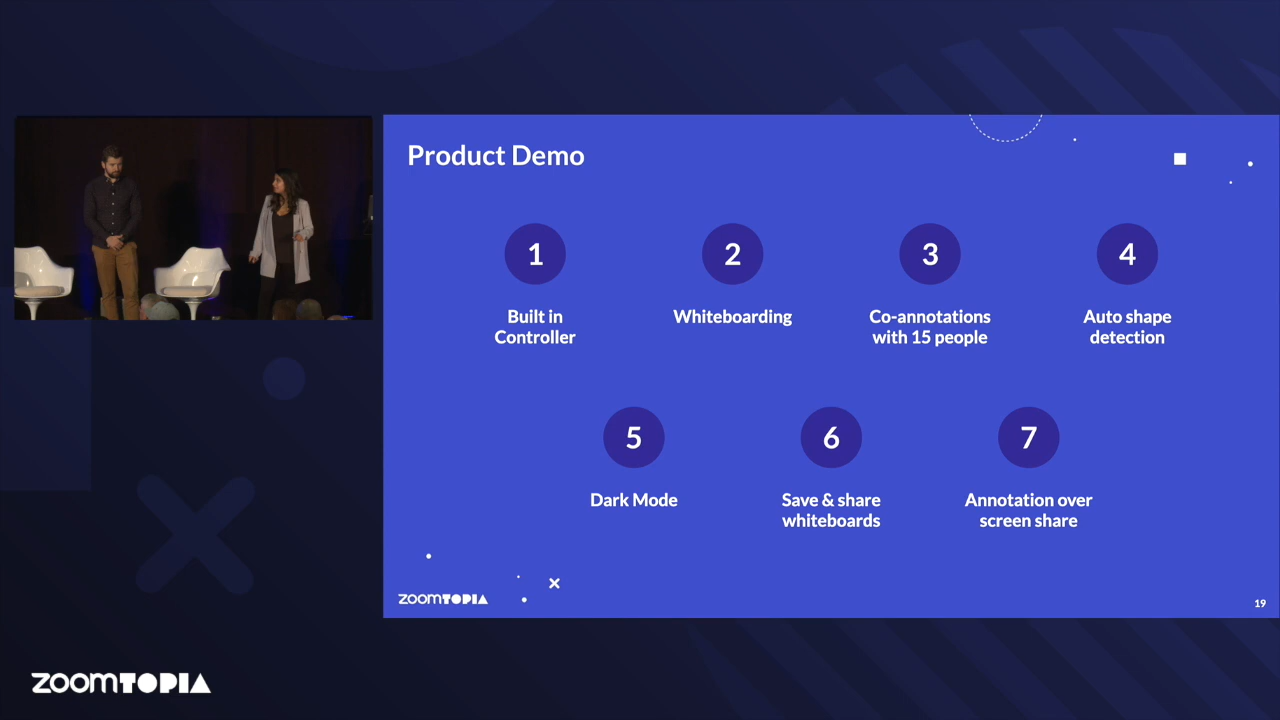 Product Demo
1
2
3
4
Built in
Controller
Whiteboarding
Co-annotations
with 15 people
Auto shape
detection
5
6
7
Dark Mode
Save & share
whiteboards
Annotation over
screen share
zoomTOPIA
19
zoomTOPIA